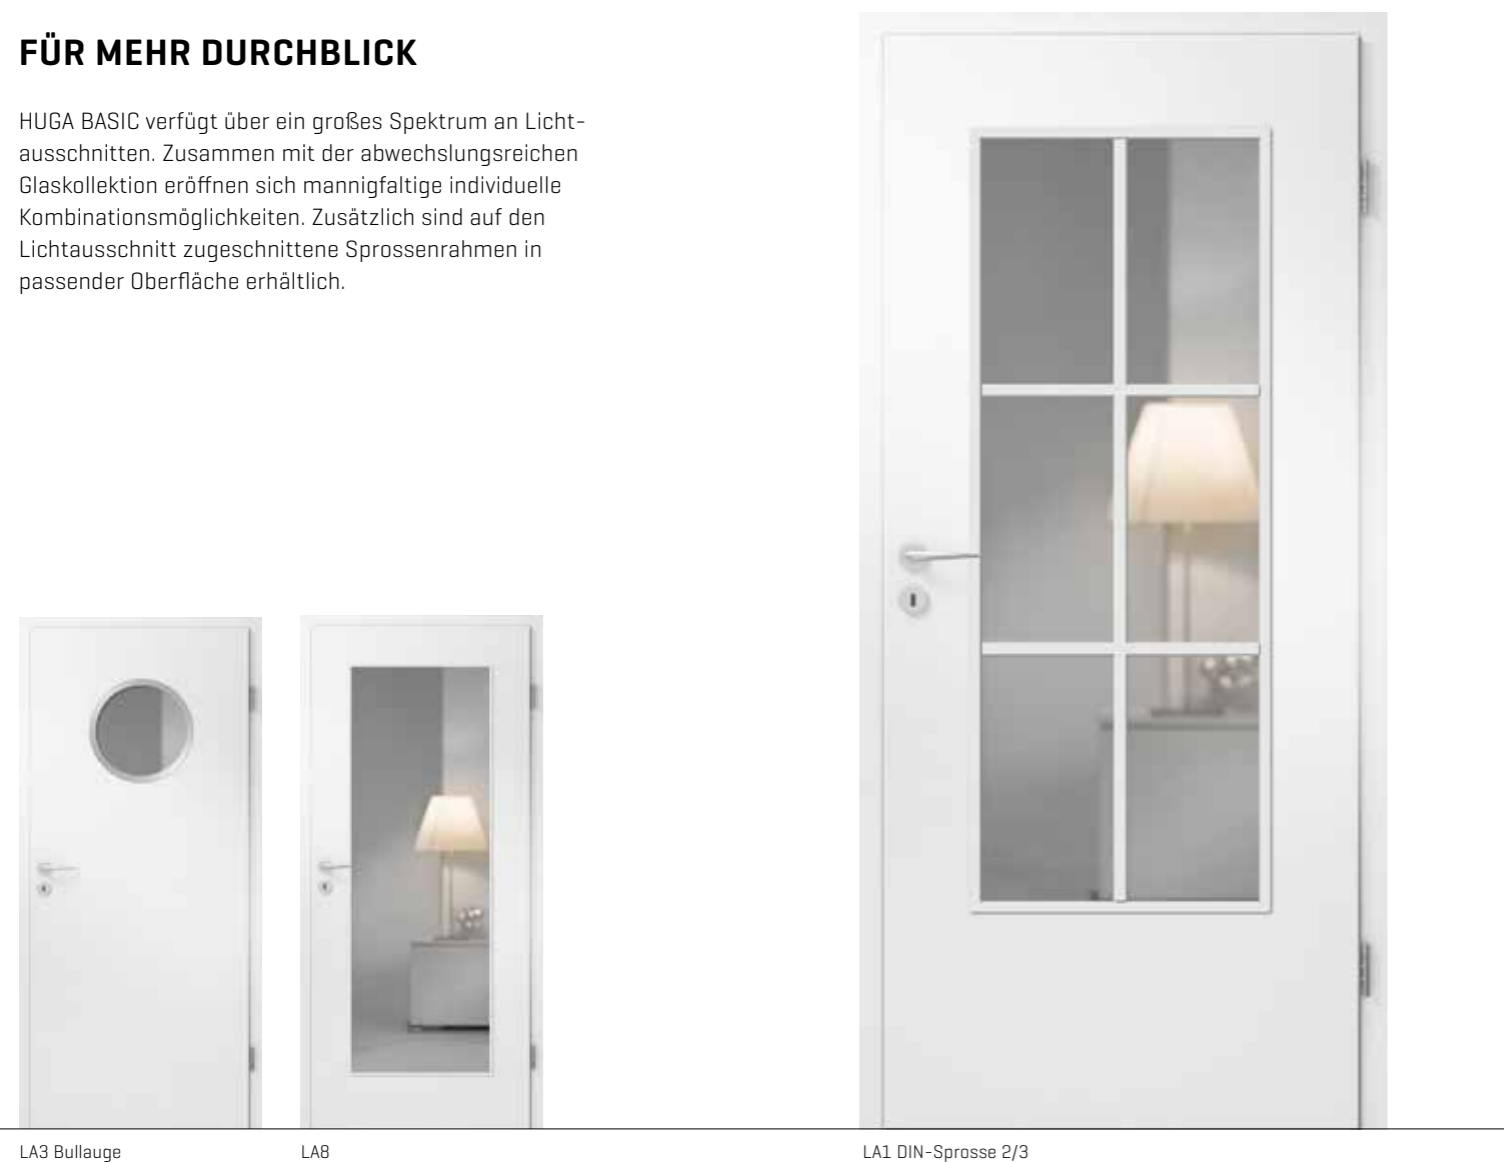 FÜR MEHR DURCHBLICK
HUGA BASIC verfügt über ein großes Spektrum an Licht-
ausschnitten. Zusammen mit der abwechslungsreichen
Glaskollektion eröffnen sich mannigfaltige individuelle
Kombinationsmöglichkeiten. Zusätzlich sind auf den
Lichtausschnitt zugeschnittene Sprossenrahmen in
passender Oberfläche erhältlich.
LA3 Bullauge
LA8
LA1 DIN-Sprosse 2/3